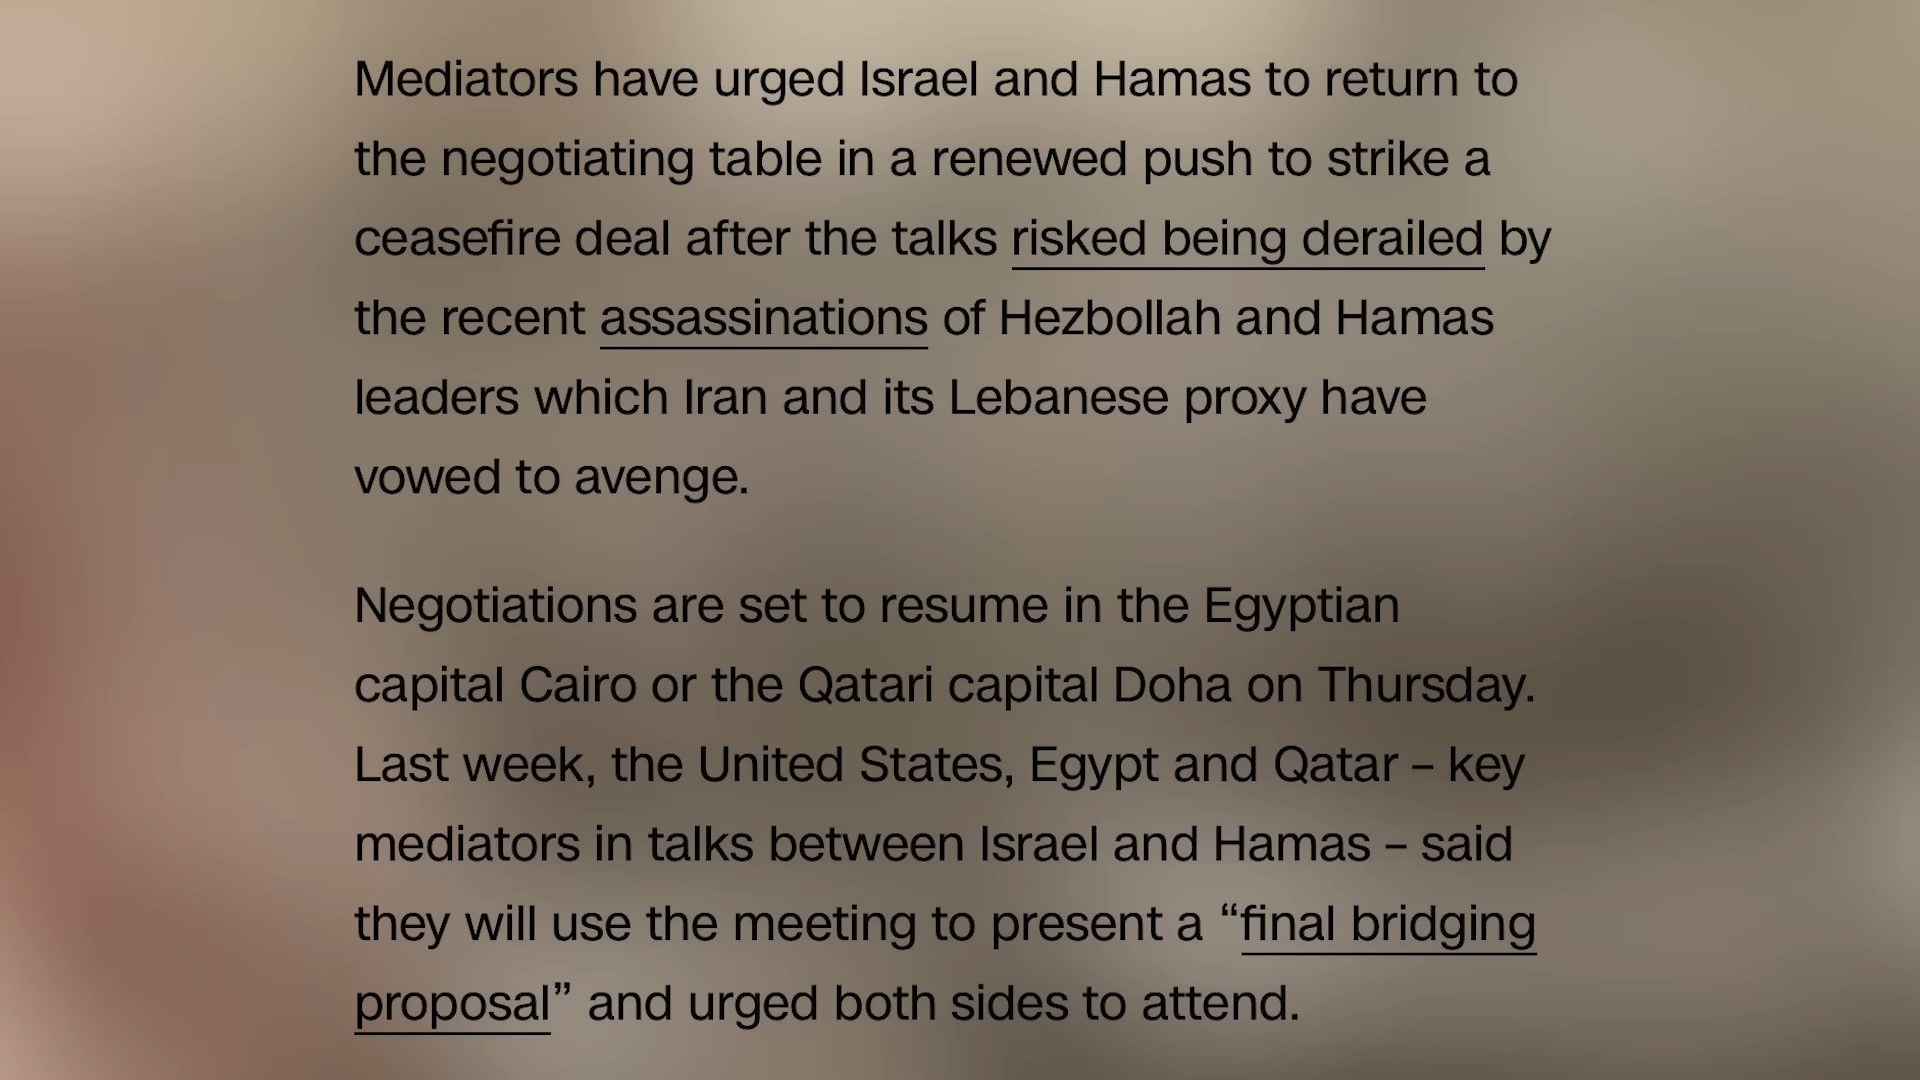 Mediators have urged Israel and Hamas to return to
the negotiating table in a renewed push to strike a
ceasefire deal after the talks risked being derailed by
the recent assassinations of Hezbollah and Hamas
leaders which Iran and its Lebanese proxy have
vowed to avenge.
Negotiations are set to resume in the Egyptian
capital Cairo or the Qatari capital Doha on Thursday.
Last week, the United States, Egypt and Qatar – key
mediators in talks between Israel and Hamas – said
they will use the meeting to present a “final bridging
proposal” and urged both sides to attend.